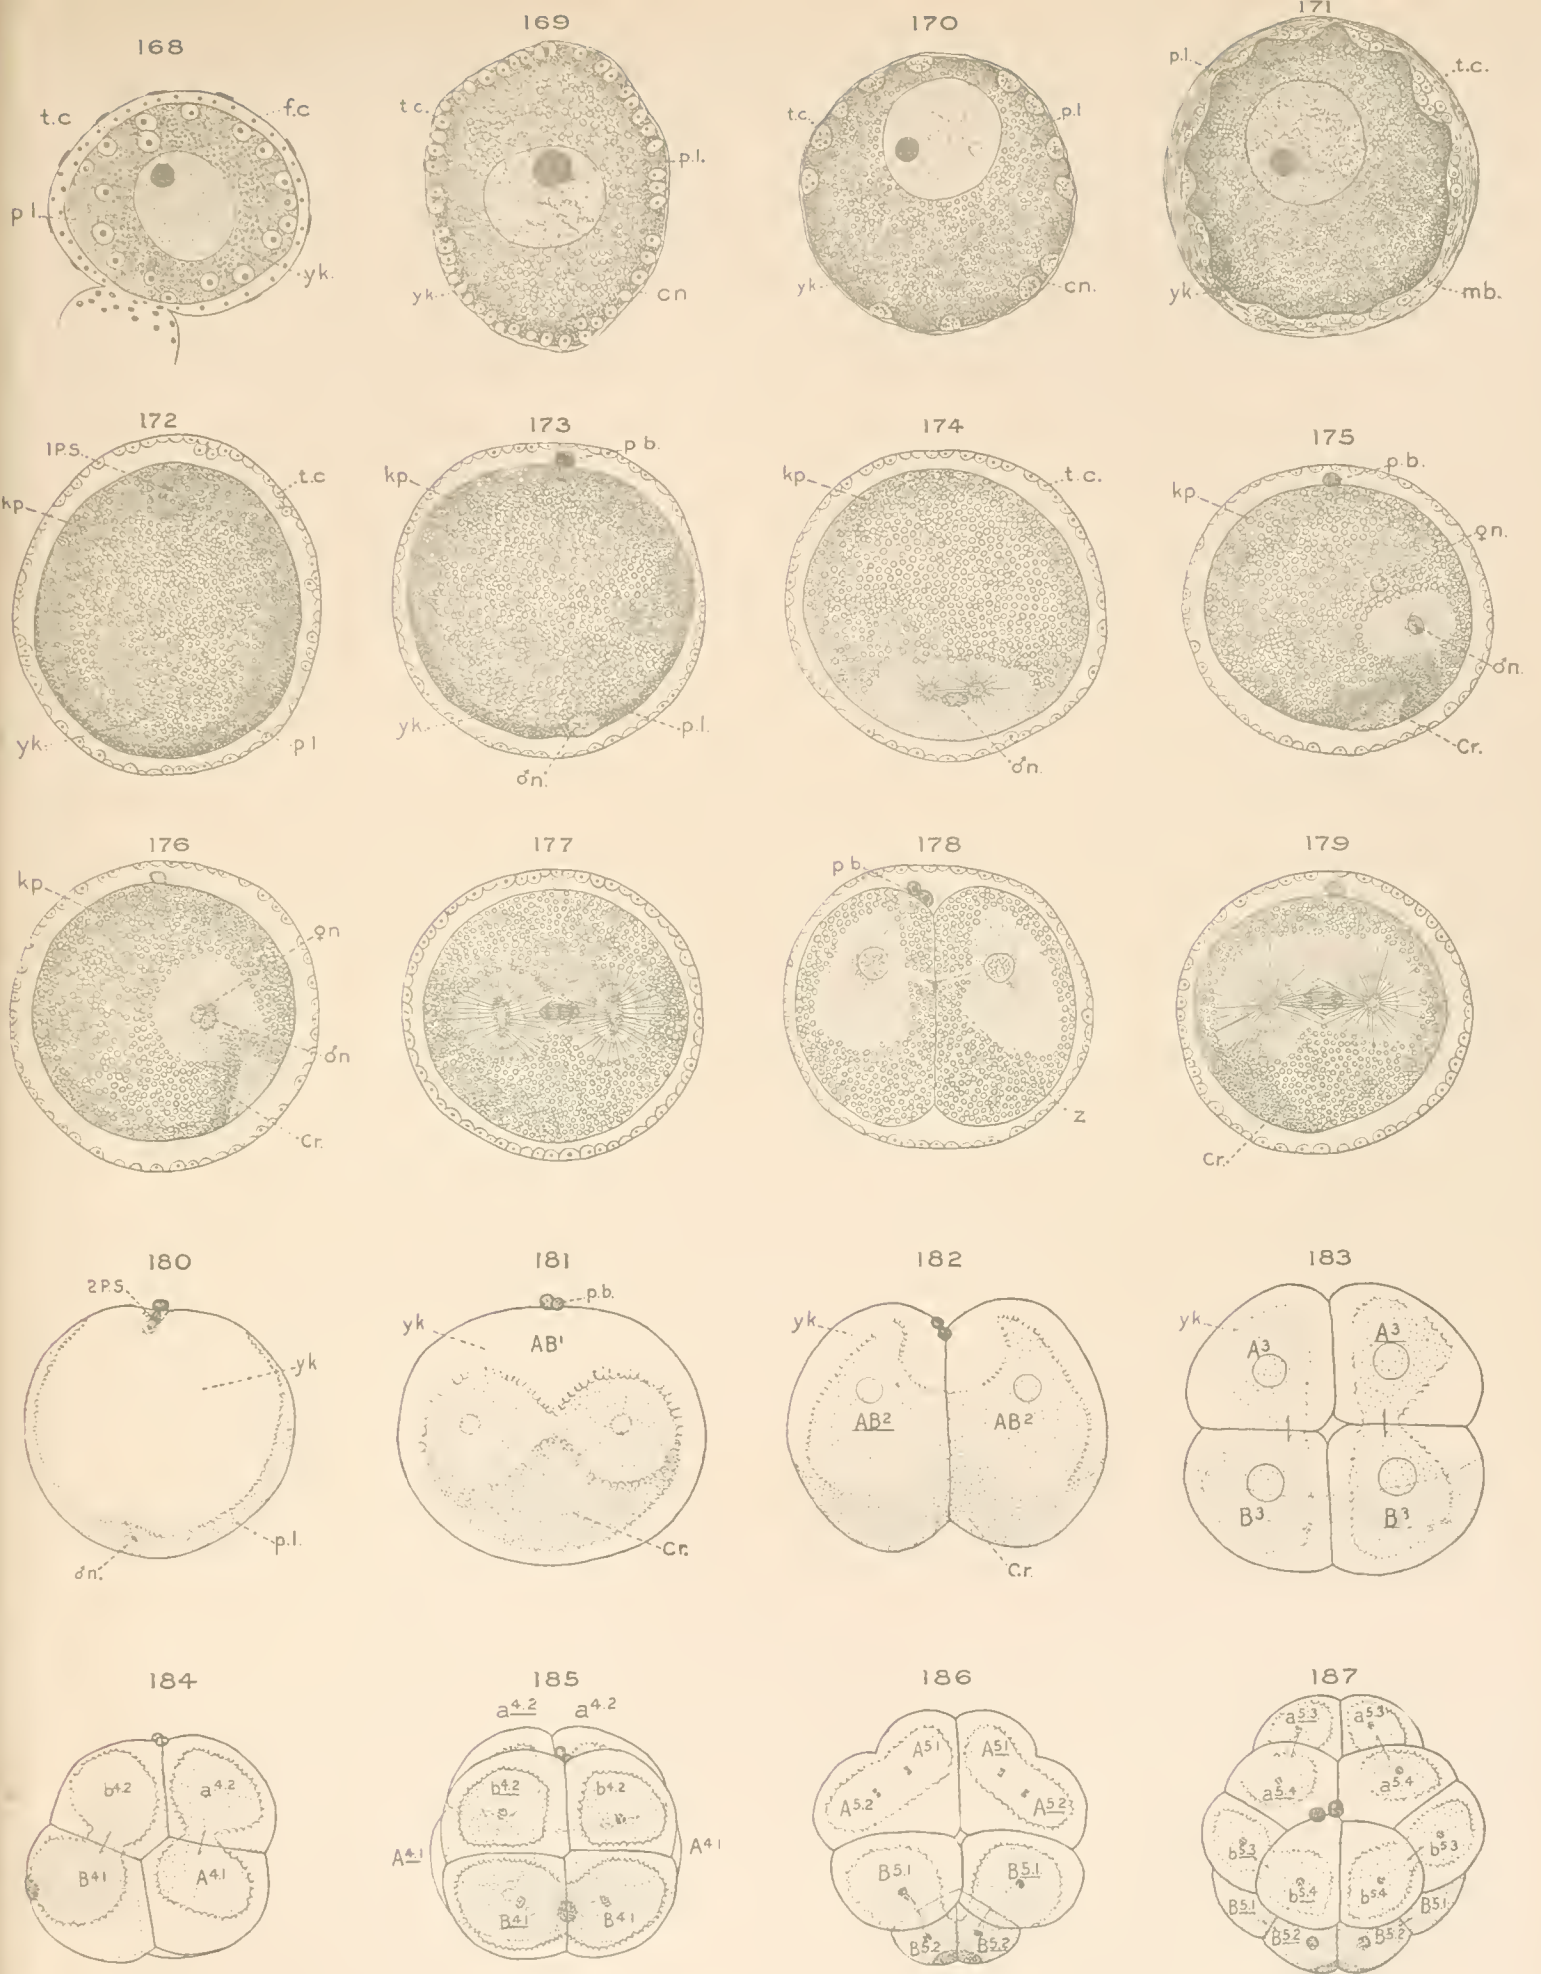 168
t.c
f.c
p l.
yk.
169
t c.
p.l.
yk.
cn
170
t.c.
p.l
yk.
cn.
171
p.l.
t.c.
yk
mb.
172
1P.S.
t.c
kp
yk.
p l
173
kp
p b.
yk.
p.l.
♂n.
174
kp
t.c.
♂n.
175
kp
p.b.
♀n.
♂n.
Cr.
176
kp
♀n
♂n
Cr.
177
178
p b.
z
179
Cr.
180
2P.S.
yk
p.l.
♂n.
181
p.b.
yk
AB¹
Cr.
182
yk
AB²
AB²
Cr.
183
yk
A³
A³
B³
B³
184
b4.2
a4.2
B4.1
A4.1
185
a4.2
a4.2
b4.2
b4.2
A4.1
A4.1
B4.1
B4.1
186
A5.1
A5.1
A5.2
A5.2
B5.1
B5.1
B5.2
B5.2
187
a5.3
a5.3
a5.4
a5.4
b5.3
b5.3
b5.4
b5.4
B5.1
B5.1
B5.2
B5.2